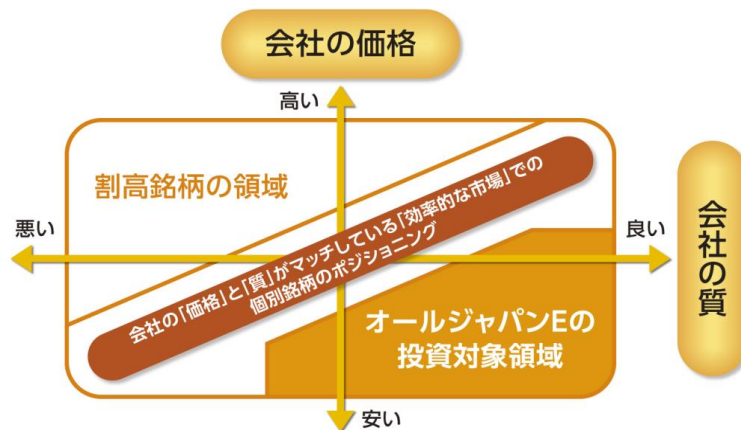 会社の価格
高い
割高銘柄の領域
悪い
会社の「価格」と「質」がマッチしている「効率的な市場」での
個別銘柄のポジショニング
良い
会社の質
オールジャパンEの
投資対象領域
安い